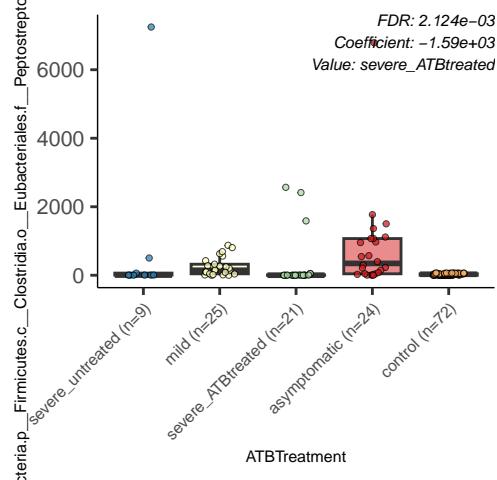 FDR: 2.124e−03
Coefficient: −1.59e+03
Value: severe_ATBtreated
cteria.p__Firmicutes.c__Clostridia.o__Eubacteriales.f__Peptostrepto
6000
4000
2000
0
severe_untreated (n=9)
mild (n=25)
severe_ATBtreated (n=21)
asymptomatic (n=24)
control (n=72)
ATBTreatment